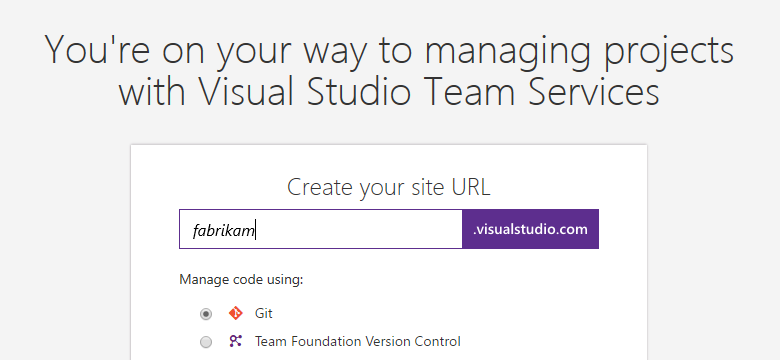 You're on your way to managing projects
with Visual Studio Team Services
Create your site URL
fabrikam .visualstudio.com
Manage code using:
Git
Team Foundation Version Control